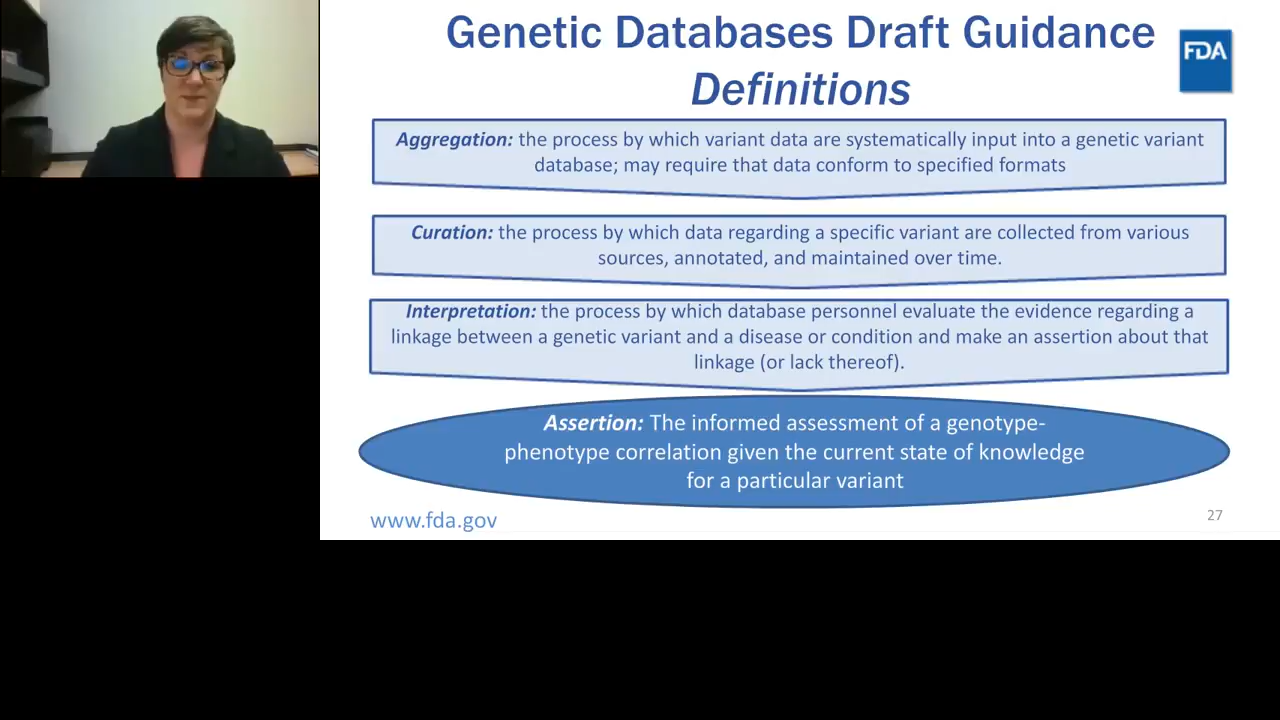 Genetic Databases Draft Guidance
Definitions
FDA
Aggregation: the process by which variant data are systematically input into a genetic variant
database; may require that data conform to specified formats
Curation: the process by which data regarding a specific variant are collected from various
sources, annotated, and maintained over time.
Interpretation: the process by which database personnel evaluate the evidence regarding a
linkage between a genetic variant and a disease or condition and make an assertion about that
linkage (or lack thereof).
Assertion: The informed assessment of a genotype-
phenotype correlation given the current state of knowledge
for a particular variant
www.fda.gov
27